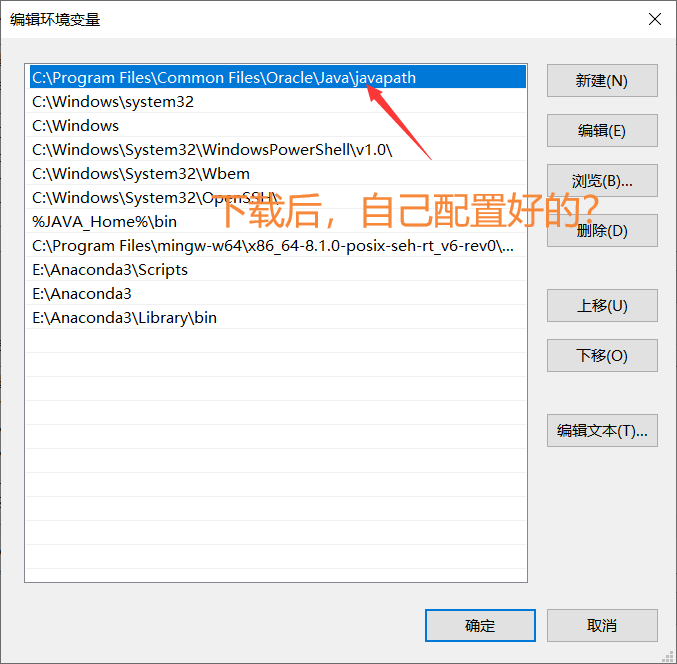 编辑环境变量
C:\Program Files\Common Files\Oracle\Java\javapath
C:\Windows\system32
C:\Windows
C:\Windows\System32\WindowsPowerShell\v1.0\
C:\Windows\System32\Wbem
C:\Windows\System32\OpenSSH\
%JAVA_Home%\bin
C:\Program Files\mingw-w64\x86_64-8.1.0-posix-seh-rt_v6-rev0\...
E:\Anaconda3\Scripts
E:\Anaconda3
E:\Anaconda3\Library\bin
下载后，自己配置好的？
新建(N)
编辑(E)
浏览(B)...
删除(D)
上移(U)
下移(O)
编辑文本(T)...
确定
取消